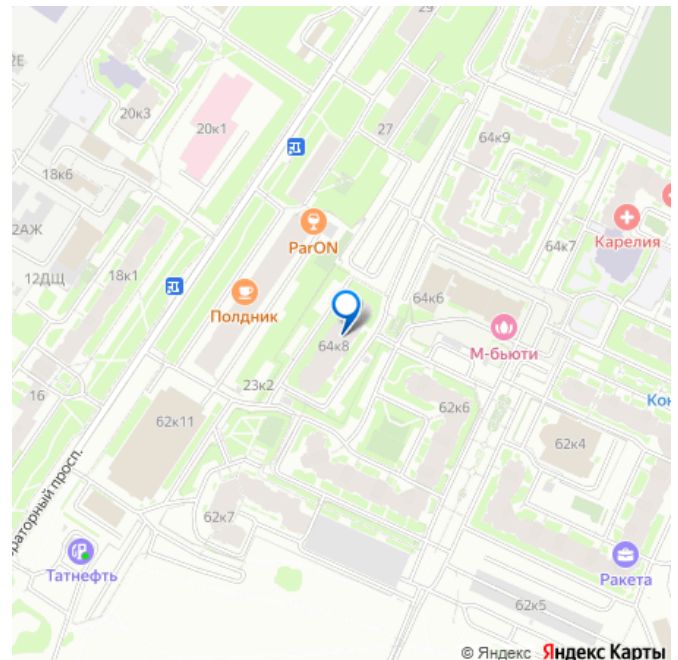 29
2Е
20к3
20к1
27
64к9
18к6
Карелия
2АЖ
ParON
64к7
12ДЩ
18к1
Полдник
64к6
64к8
М-бьюти
16
23к2
62к11
62к6
Кон
62к4
62к7
раторный просп.
Татнефть
Ракета
62к5
© Яндекс Яндекс Карты